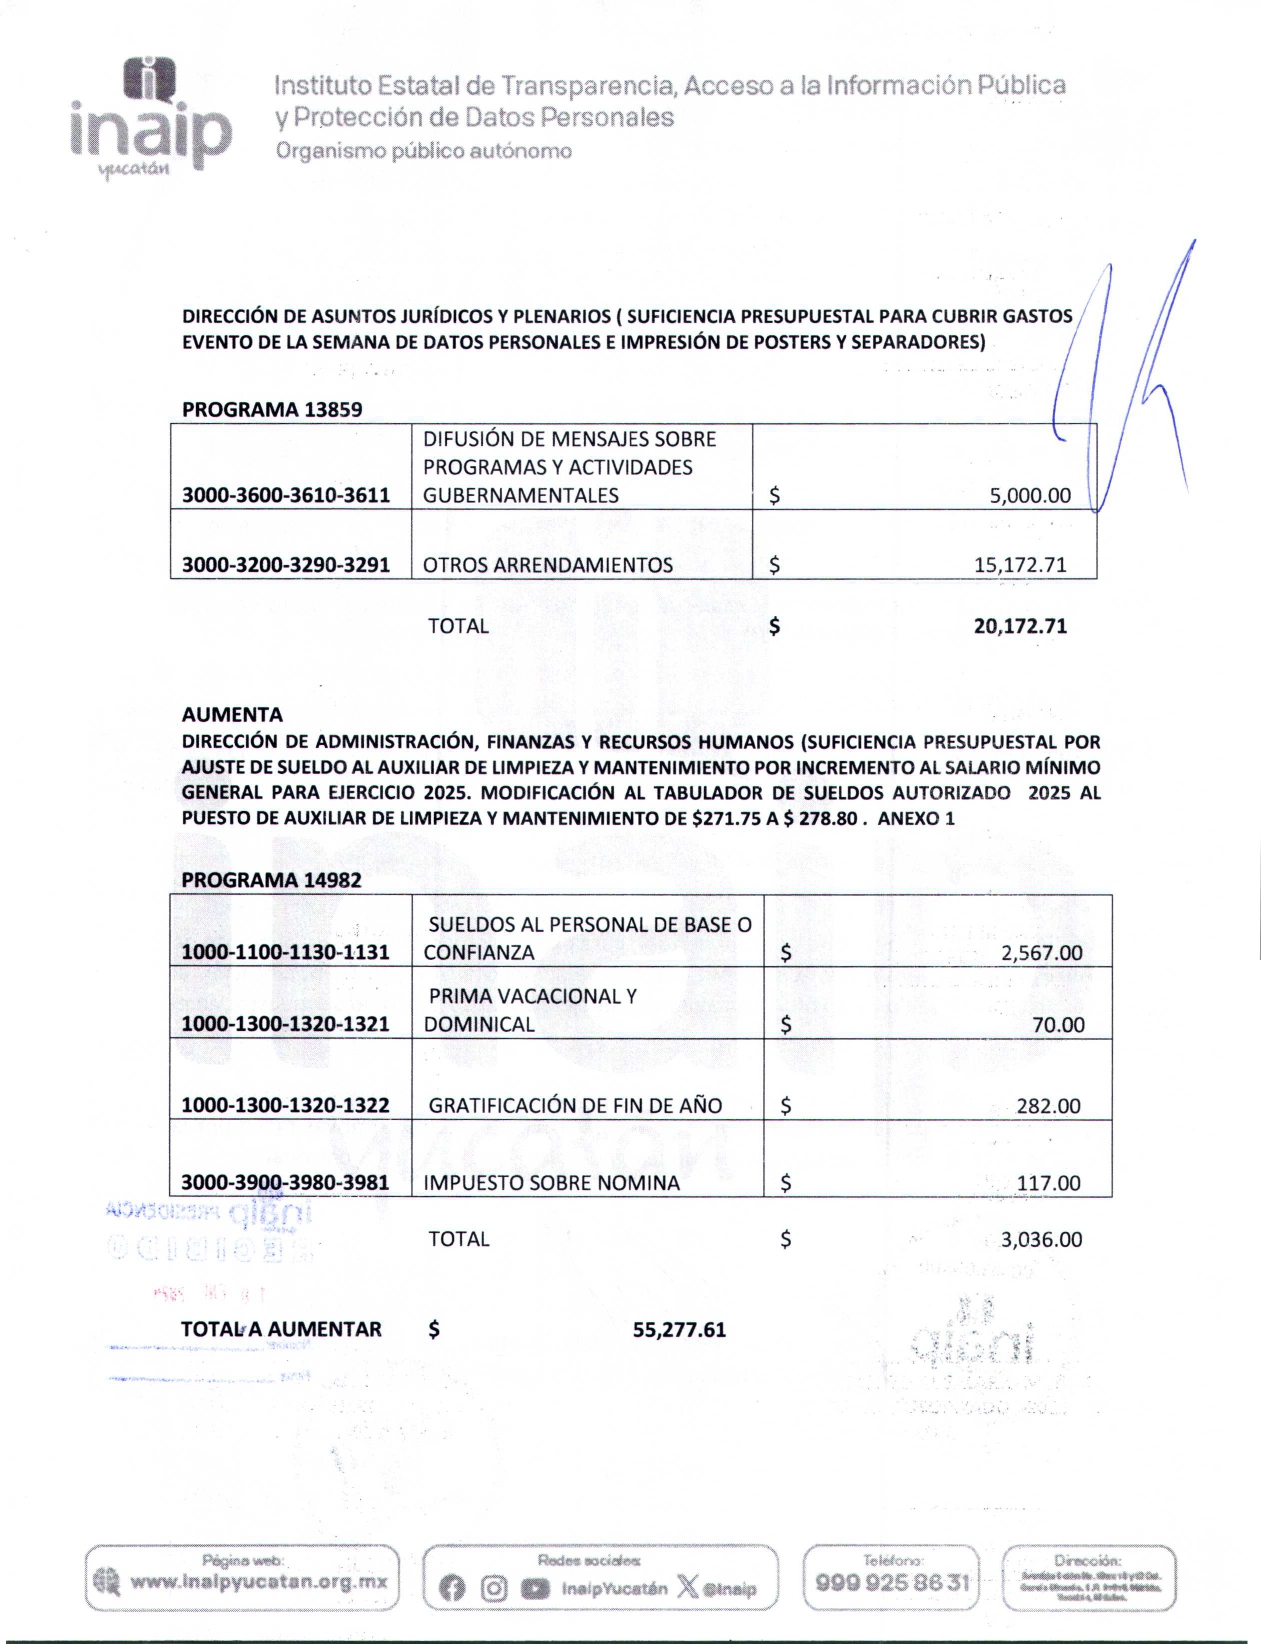 inaip
yucatán
Instituto Estatal de Transparencia, Acceso a la Información Pública
y Protección de Datos Personales
Organismo público autónomo
DIRECCIÓN DE ASUNTOS JURÍDICOS Y PLENARIOS ( SUFICIENCIA PRESUPUESTAL PARA CUBRIR GASTOS
EVENTO DE LA SEMANA DE DATOS PERSONALES E IMPRESIÓN DE POSTERS Y SEPARADORES)
PROGRAMA 13859
DIFUSIÓN DE MENSAJES SOBRE
PROGRAMAS Y ACTIVIDADES
3000-3600-3610-3611 GUBERNAMENTALES $ 5,000.00
3000-3200-3290-3291 OTROS ARRENDAMIENTOS $ 15,172.71
TOTAL $ 20,172.71
AUMENTA
DIRECCIÓN DE ADMINISTRACIÓN, FINANZAS Y RECURSOS HUMANOS (SUFICIENCIA PRESUPUESTAL POR
AJUSTE DE SUELDO AL AUXILIAR DE LIMPIEZA Y MANTENIMIENTO POR INCREMENTO AL SALARIO MÍNIMO
GENERAL PARA EJERCICIO 2025. MODIFICACIÓN AL TABULADOR DE SUELDOS AUTORIZADO 2025 AL
PUESTO DE AUXILIAR DE LIMPIEZA Y MANTENIMIENTO DE $271.75 A $ 278.80 . ANEXO 1
PROGRAMA 14982
SUELDOS AL PERSONAL DE BASE O
1000-1100-1130-1131 CONFIANZA $ 2,567.00
PRIMA VACACIONAL Y
1000-1300-1320-1321 DOMINICAL $ 70.00
1000-1300-1320-1322 GRATIFICACIÓN DE FIN DE AÑO $ 282.00
3000-3900-3980-3981 IMPUESTO SOBRE NOMINA $ 117.00
TOTAL $ 3,036.00
TOTAL A AUMENTAR $ 55,277.61
Página web:
www.inaipyucatan.org.mx
Redes sociales:
InaipYucatán @Inaip
Teléfono:
999 925 86 31
Dirección: